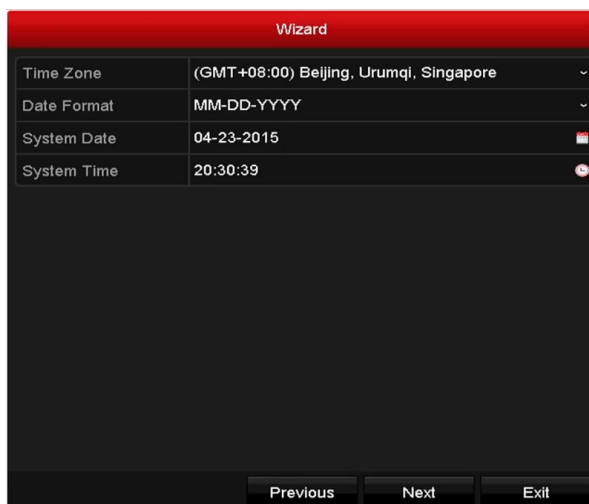 Wizard
Time Zone (GMT+08:00) Beijing, Urumqi, Singapore
Date Format MM-DD-YYYY
System Date 04-23-2015
System Time 20:30:39
Previous Next Exit